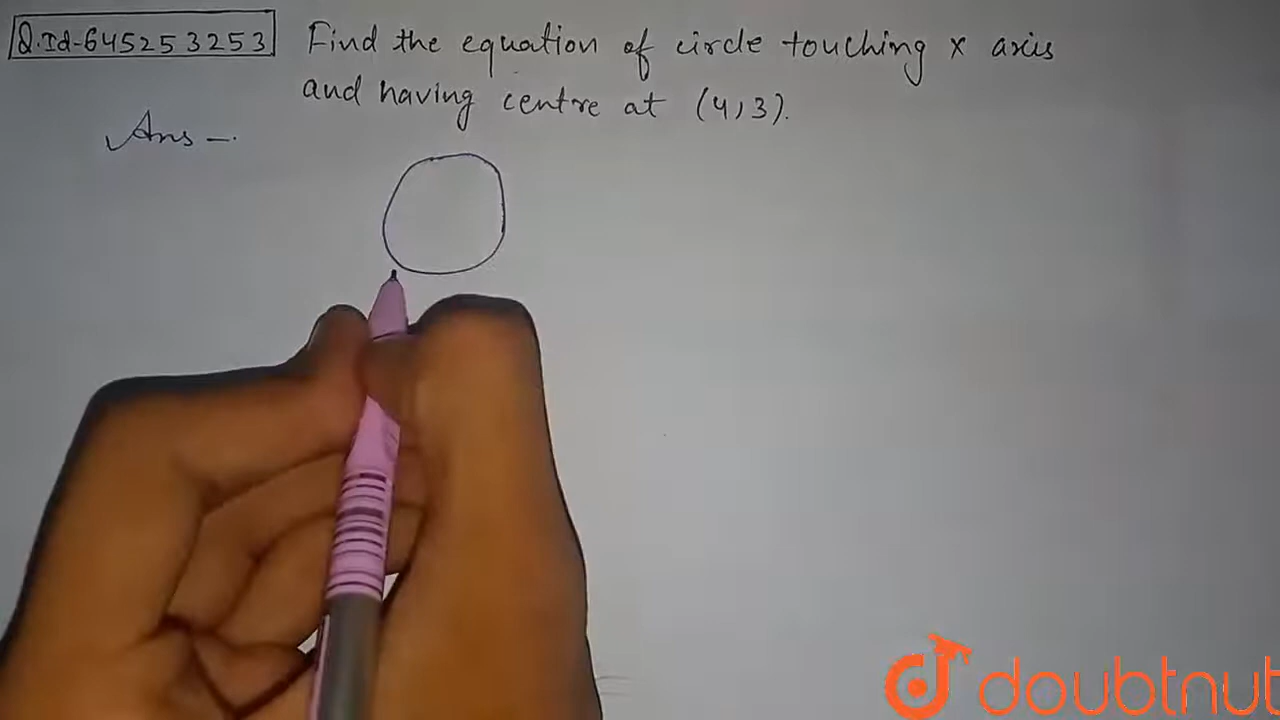 Q.Id-645253253
Find the equation of circle touching x axis
and having centre at (4,3).
Ans -.
doubtnut